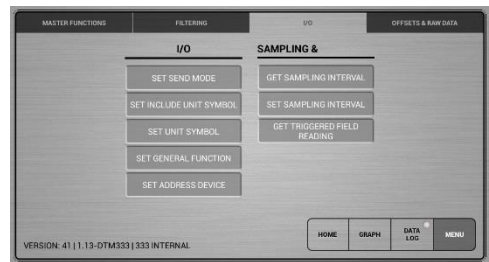 MASTER FUNCTIONS FILTERING I/O OFFSETS & RAW DATA
I/O
SET SEND MODE
SET INCLUDE UNIT SYMBOL
SET UNIT SYMBOL
SET GENERAL FUNCTION
SET ADDRESS DEVICE
SAMPLING &
GET SAMPLING INTERVAL
SET SAMPLING INTERVAL
GET TRIGGERED FIELD
READING
VERSION: 41 | 1.13-DTM333 | 333 INTERNAL
HOME GRAPH DATA
LOG
MENU